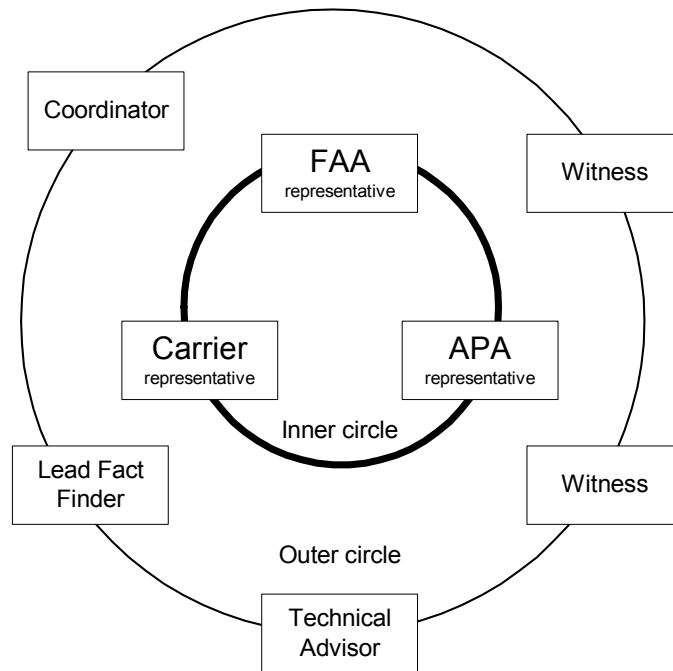 Coordinator
FAA
representative
Witness
Carrier
representative
APA
representative
Inner circle
Lead Fact
Finder
Witness
Outer circle
Technical
Advisor